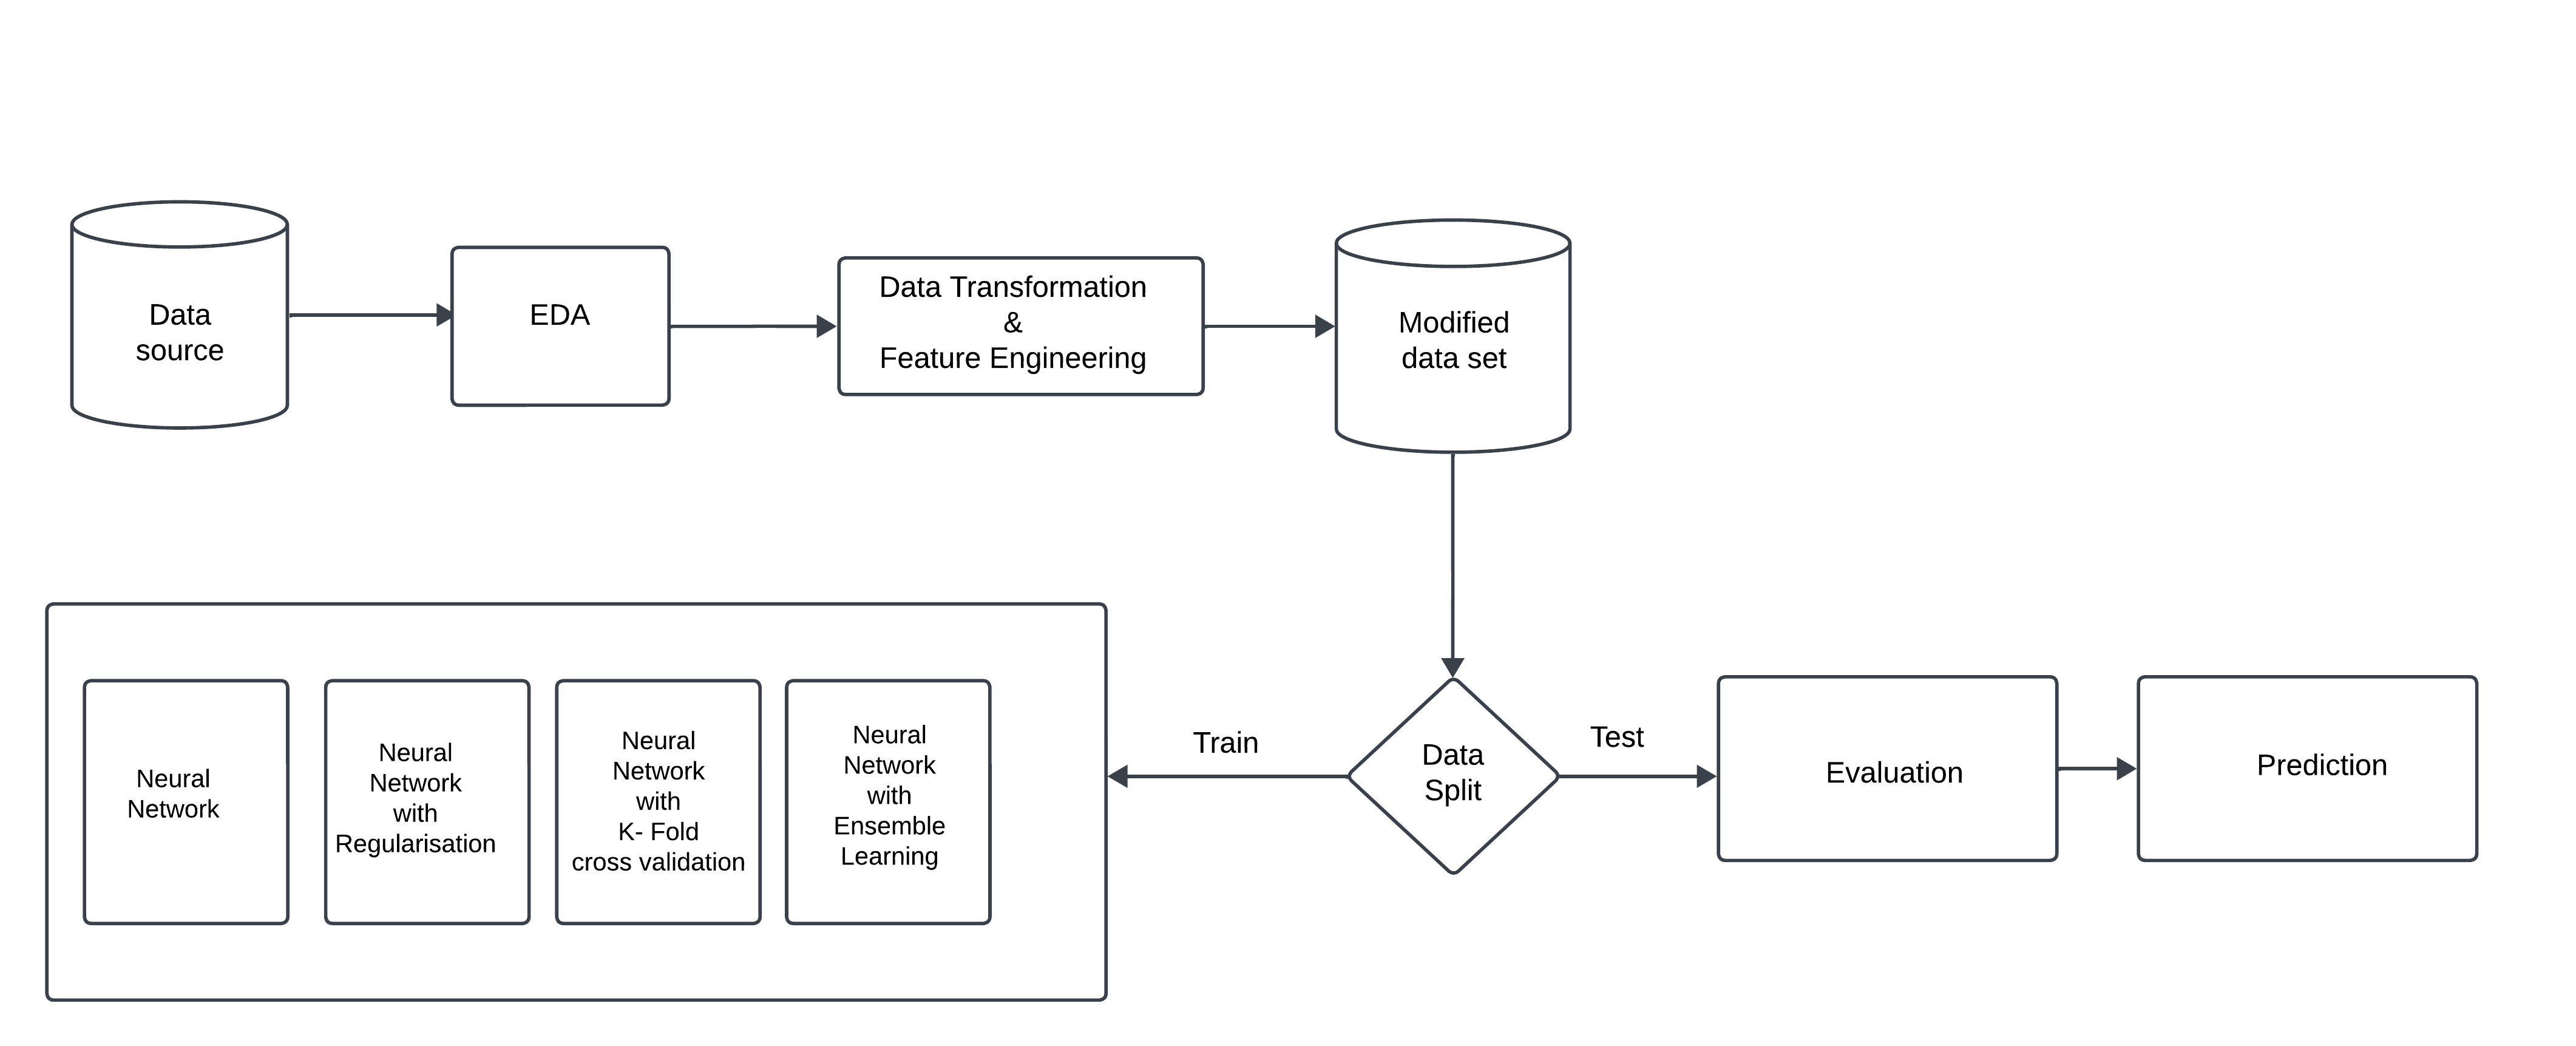 Data
source
EDA
Data Transformation
&
Feature Engineering
Modified
data set
Neural
Network
Neural
Network
with
Regularisation
Neural
Network
with
K- Fold
cross validation
Neural
Network
with
Ensemble
Learning
Train
Data
Split
Test
Evaluation
Prediction